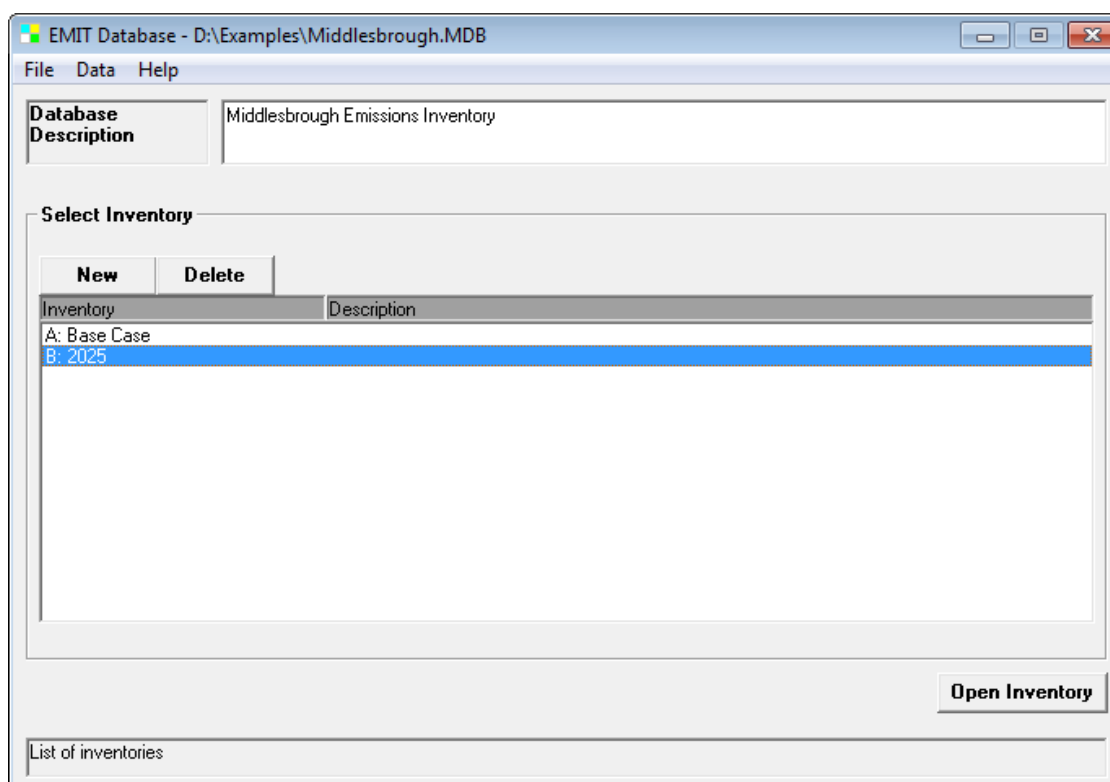 EMIT Database - D:\Examples\Middlesbrough.MDB
File Data Help
Database
Description
Middlesbrough Emissions Inventory
Select Inventory
New Delete
Inventory Description
A: Base Case
B: 2025
Open Inventory
List of inventories